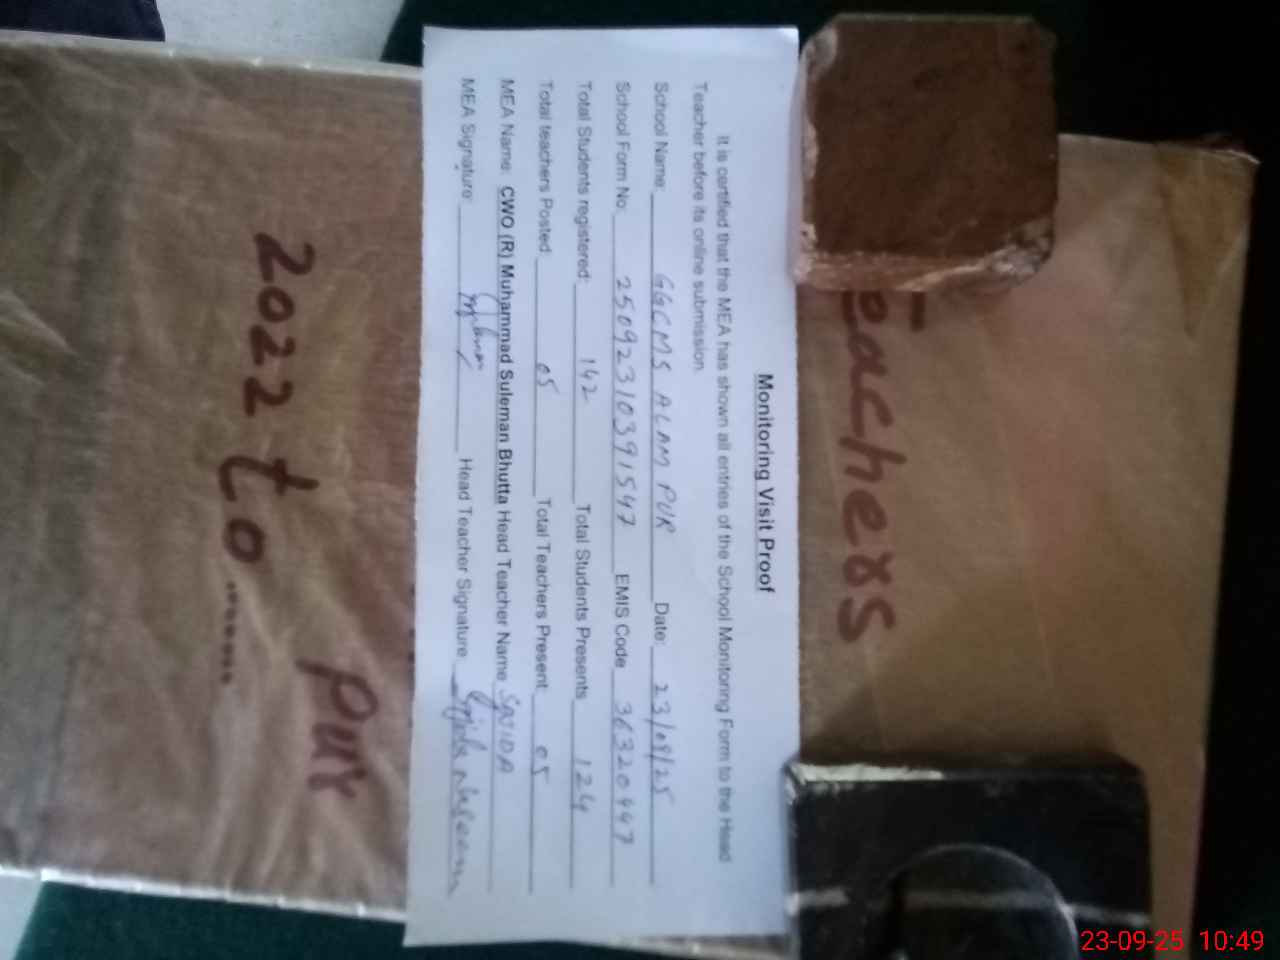 Monitoring Visit Proof
It is certified that the MEA has shown all entries of the School Monitoring Form to the Head
Teacher before its online submission.
School Name: GGCMS ALAM PUR Date: 23/09/25
School Form No: 25092310391547 EMIS Code 36320447
Total Students registered: 142 Total Students Presents 124
Total teachers Posted: 05 Total Teachers Present 05
MEA Name: CWO (R) Muhammad Suleman Bhutta Head Teacher Name SAJIDA
MEA Signature: Head Teacher Signature
Teachers
2022 to .......
PUR
23-09-25 10:49